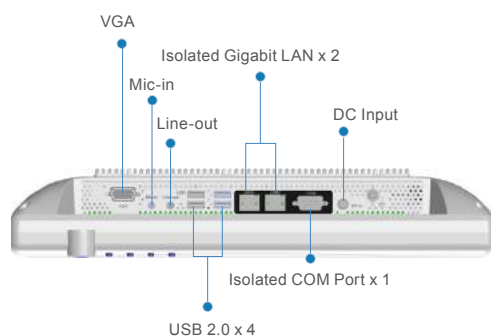 VGA
Isolated Gigabit LAN x 2
Mic-in
DC Input
Line-out
Isolated COM Port x 1
USB 2.0 x 4